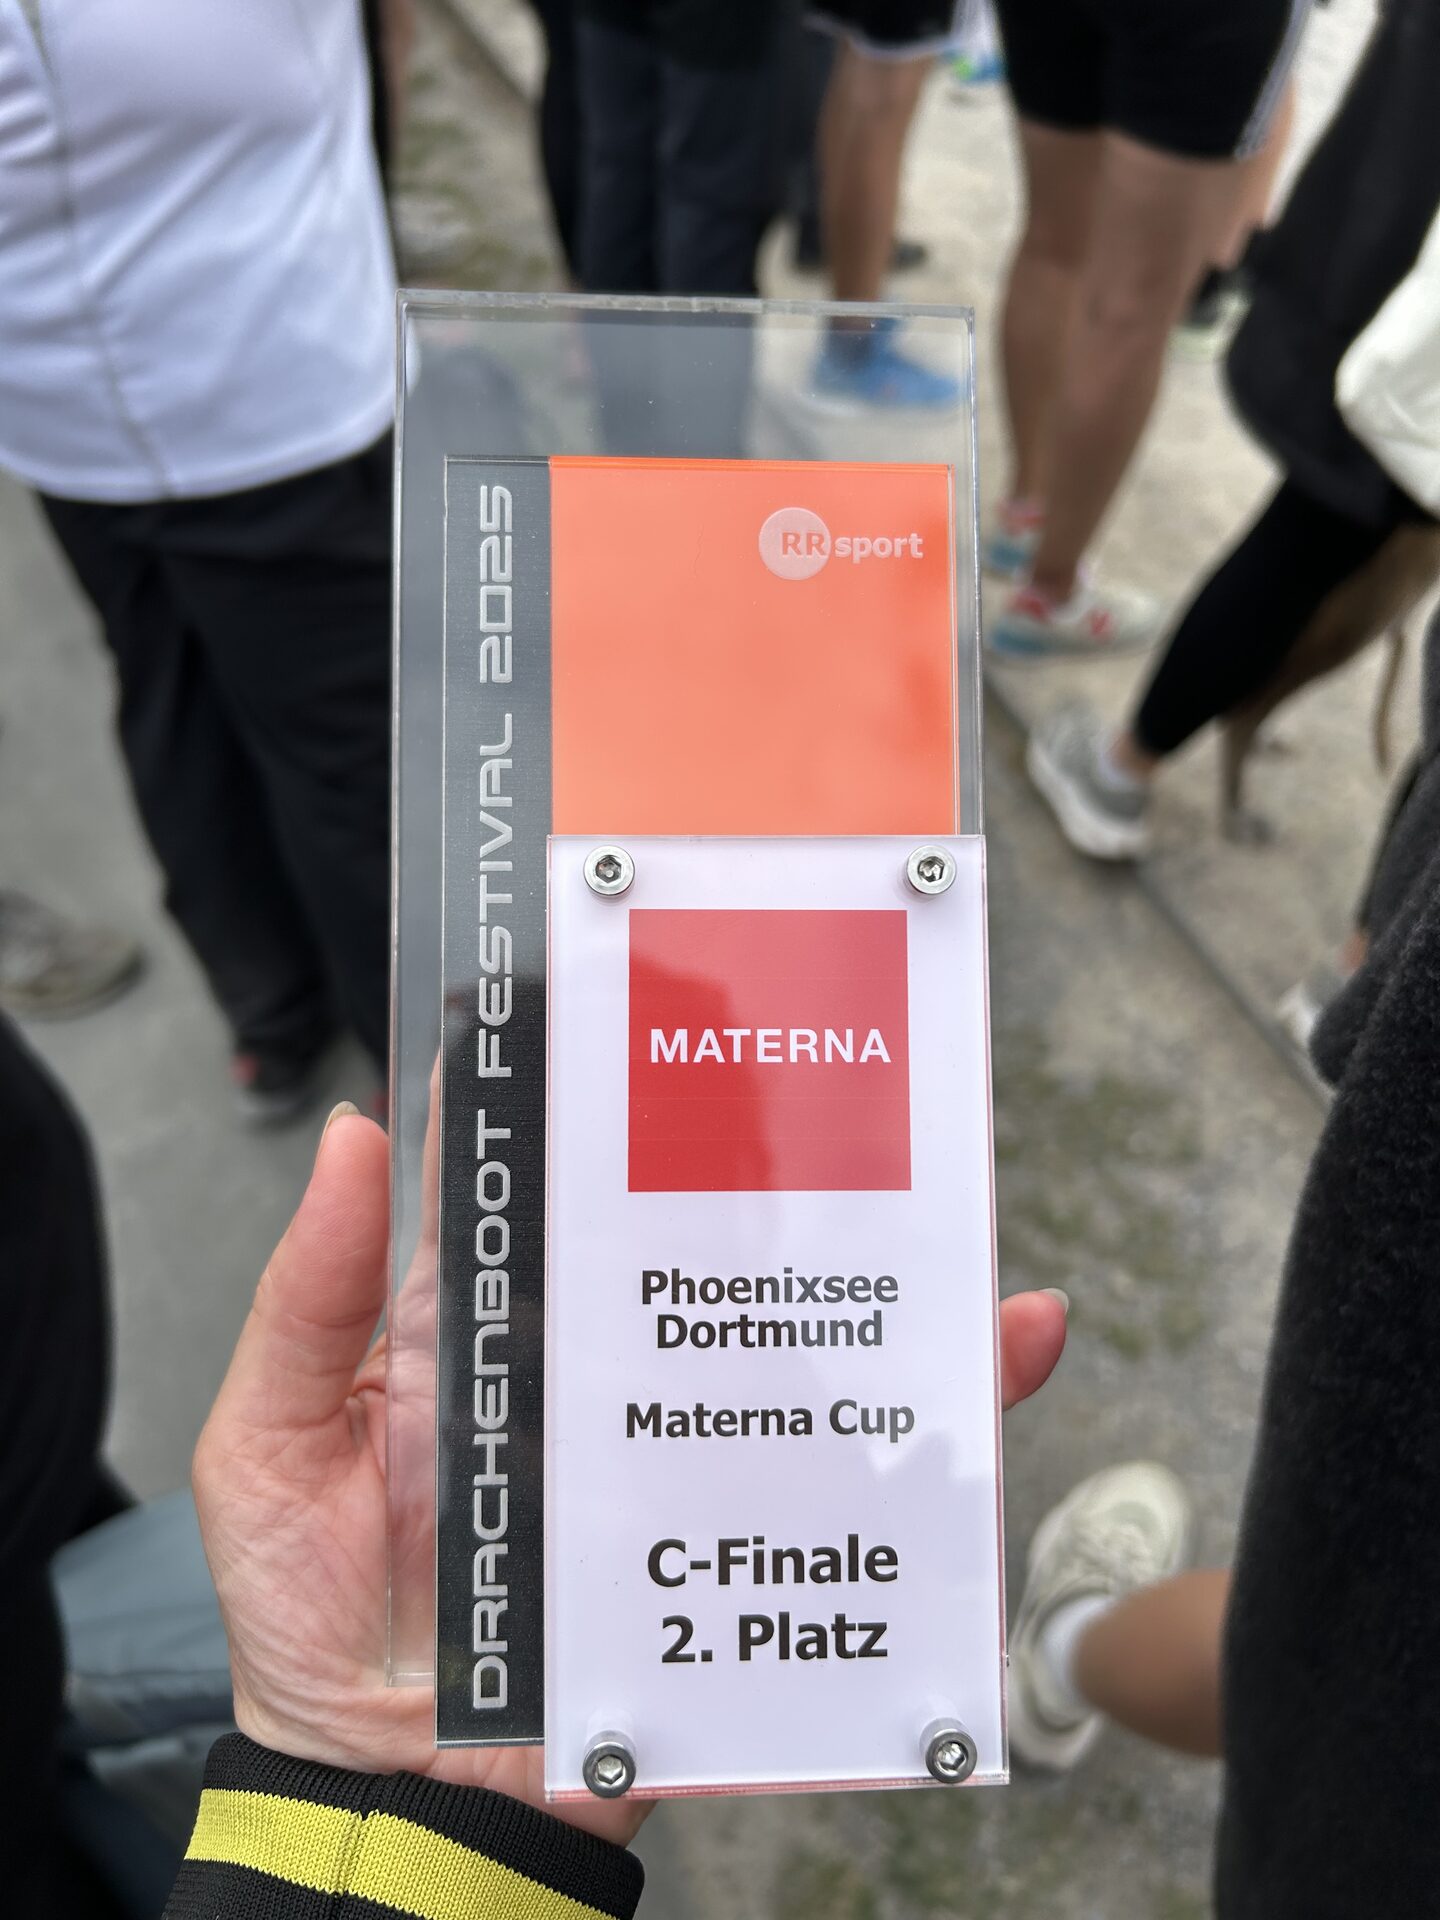 DRACHENBOOT FESTIVAL 2025
RRsport
MATERNA
Phoenixsee
Dortmund
Materna Cup
C-Finale
2. Platz